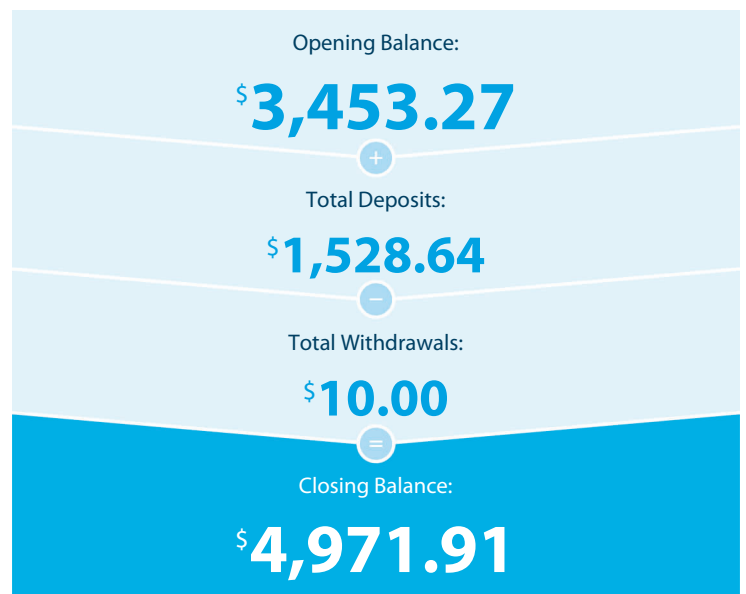 Opening Balance:
$3,453.27
+
Total Deposits:
$1,528.64
−
Total Withdrawals:
$10.00
=
Closing Balance:
$4,971.91